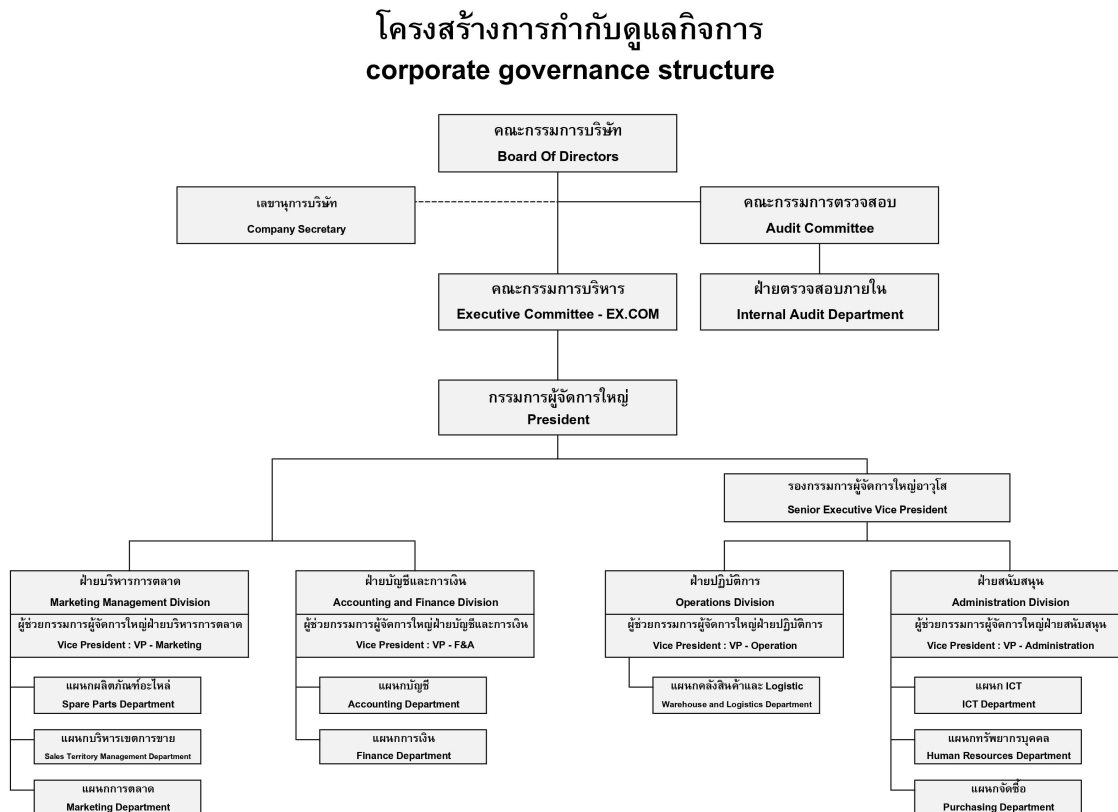 โครงสร้างการกำกับดูแลกิจการ
corporate governance structure
คณะกรรมการบริษัท
Board Of Directors
เลขานุการบริษัท
Company Secretary
คณะกรรมการตรวจสอบ
Audit Committee
คณะกรรมการบริหาร
Executive Committee - EX.COM
ฝ่ายตรวจสอบภายใน
Internal Audit Department
กรรมการผู้จัดการใหญ่
President
รองกรรมการผู้จัดการใหญ่อาวุโส
Senior Executive Vice President
ฝ่ายบริหารการตลาด
Marketing Management Division
ผู้ช่วยกรรมการผู้จัดการใหญ่ฝ่ายบริหารการตลาด
Vice President : VP - Marketing
แผนกผลิตภัณฑ์อะไหล่
Spare Parts Department
แผนกบริหารเขตการขาย
Sales Territory Management Department
แผนกการตลาด
Marketing Department
ฝ่ายบัญชีและการเงิน
Accounting and Finance Division
ผู้ช่วยกรรมการผู้จัดการใหญ่ฝ่ายบัญชีและการเงิน
Vice President : VP - F&A
แผนกบัญชี
Accounting Department
แผนกการเงิน
Finance Department
ฝ่ายปฏิบัติการ
Operations Division
ผู้ช่วยกรรมการผู้จัดการใหญ่ฝ่ายปฏิบัติการ
Vice President : VP - Operation
แผนกคลังสินค้าและ Logistic
Warehouse and Logistics Department
ฝ่ายสนับสนุน
Administration Division
ผู้ช่วยกรรมการผู้จัดการใหญ่ฝ่ายสนับสนุน
Vice President : VP - Administration
แผนก ICT
ICT Department
แผนกทรัพยากรบุคคล
Human Resources Department
แผนกจัดซื้อ
Purchasing Department